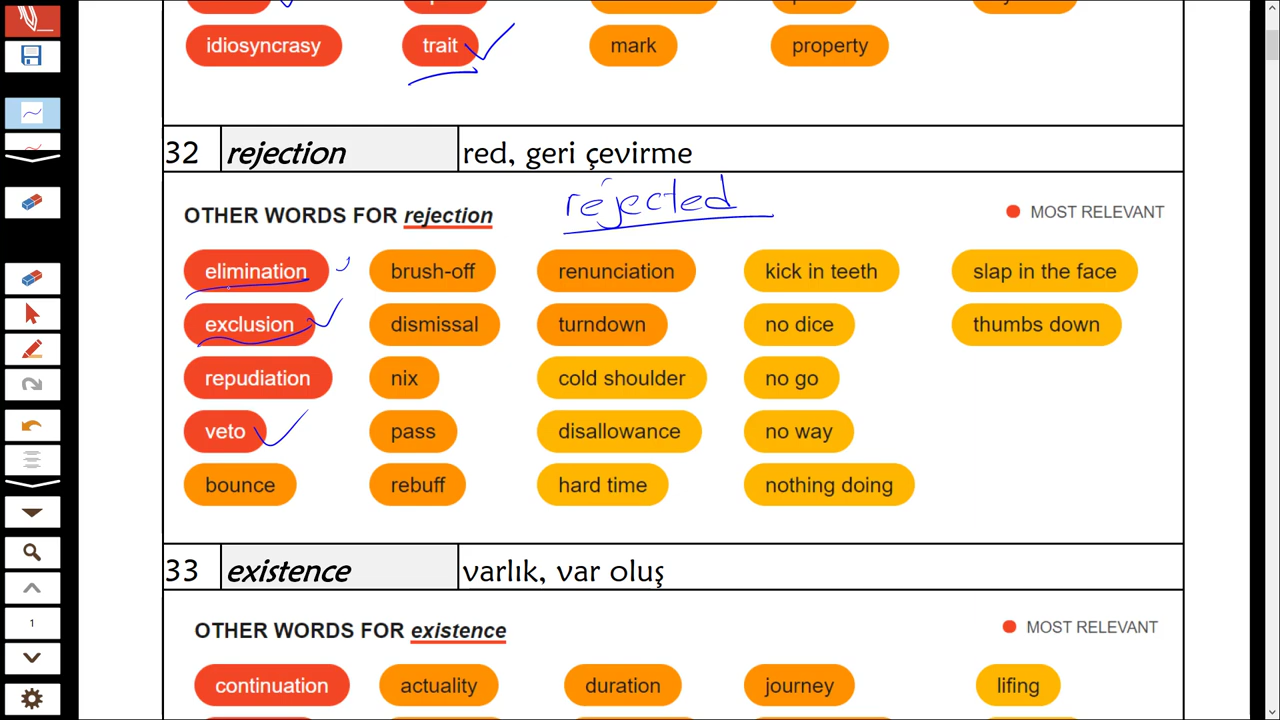 idiosyncrasy trait mark property
32 rejection red, geri çevirme
rejected
OTHER WORDS FOR rejection MOST RELEVANT
elimination brush-off renunciation kick in teeth slap in the face
exclusion dismissal turndown no dice thumbs down
repudiation nix cold shoulder no go
veto pass disallowance no way
bounce rebuff hard time nothing doing
33 existence varlık, var oluş
OTHER WORDS FOR existence MOST RELEVANT
continuation actuality duration journey lifing
1